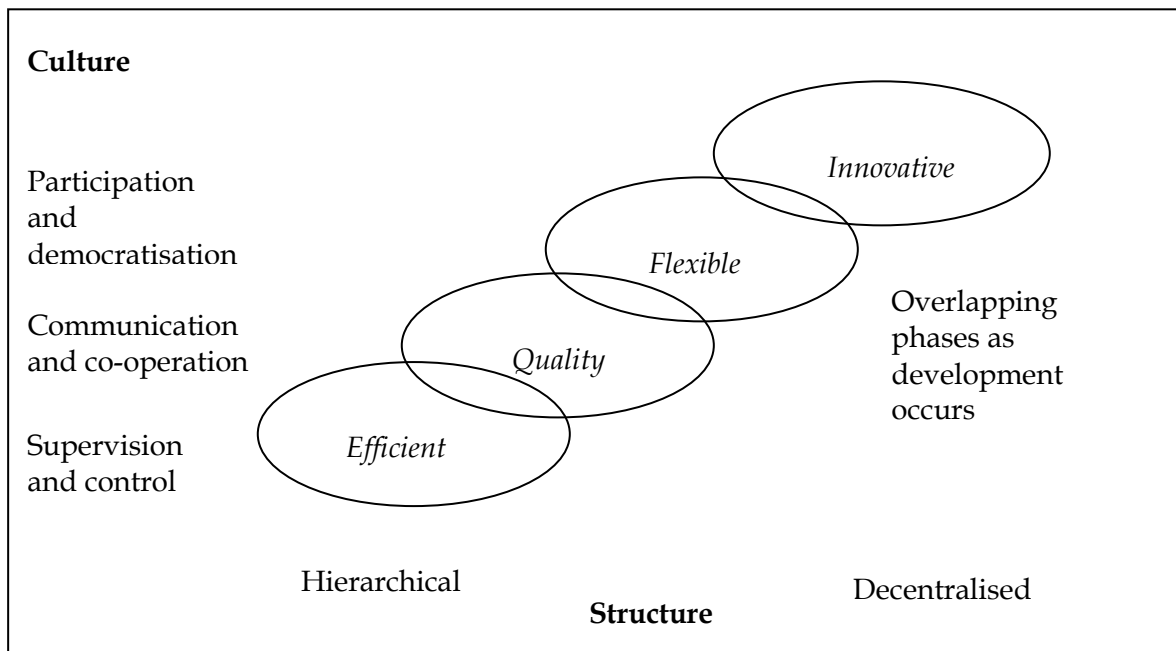 Culture
Innovative
Participation
and
democratisation
Flexible
Overlapping
phases as
development
occurs
Communication
and co-operation
Quality
Supervision
and control
Efficient
Hierarchical
Decentralised
Structure